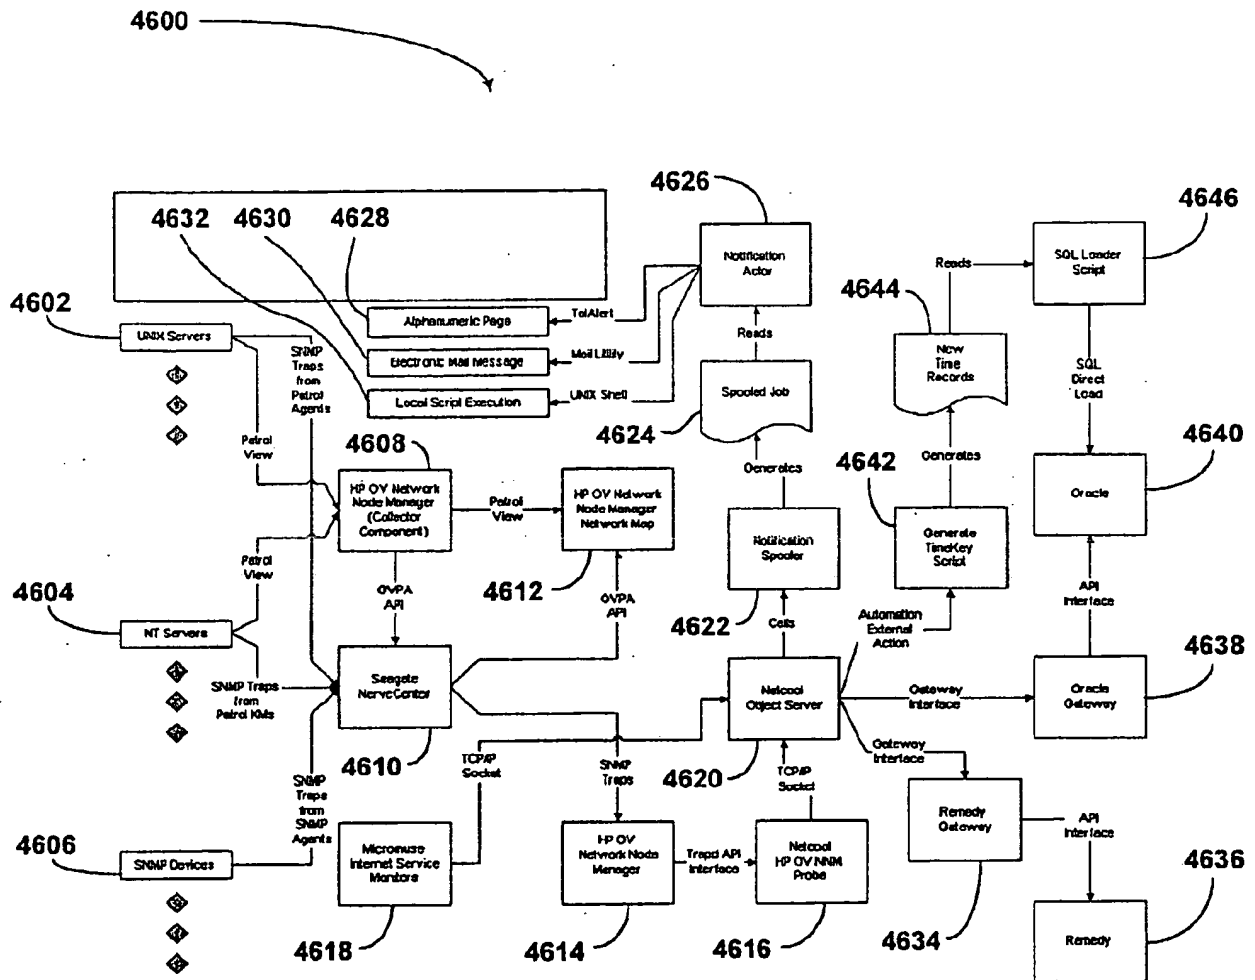 4600
4626
4646
4632
4630
4628
Notification
Actor
SQL Loader
Script
Reads
4602
4644
UNIX Servers
Alphanumeric Page
TelAlert
SNMP
Traps
from
Patrol
Agents
Electronic Mail Message
Mail Utility
Reads
New
Time
Records
SQL
Direct
Load
Local Script Execution
UNIX Shell
Spooled Job
4624
4608
4640
Patrol
View
Generates
4642
Generates
HP OV Network
Node Manager
(Collector
Component)
Patrol
View
HP OV Network
Node Manager
Network Map
Oracle
Notification
Spooler
Generate
TimeKey
Script
Patrol
View
4604
OVPA
API
4612
OVPA
API
4622
API
Interface
NT Servers
Calls
Automation
External
Action
4638
Seagate
NerveCenter
Netcool
Object Server
Gateway
Interface
Oracle
Gateway
SNMP Traps
from
Patrol KMs
4610
TCP/IP
Socket
SNMP
Traps
4620
TCP/IP
Socket
Gateway
Interface
SNMP
Traps
from
SNMP
Agents
Remedy
Gateway
API
Interface
4606
SNMP Devices
Micromuse
Internet Service
Monitors
HP OV
Network Node
Manager
Trapd API
Interface
Netcool
HP OV NNM
Probe
4636
4618
4614
4616
4634
Remedy